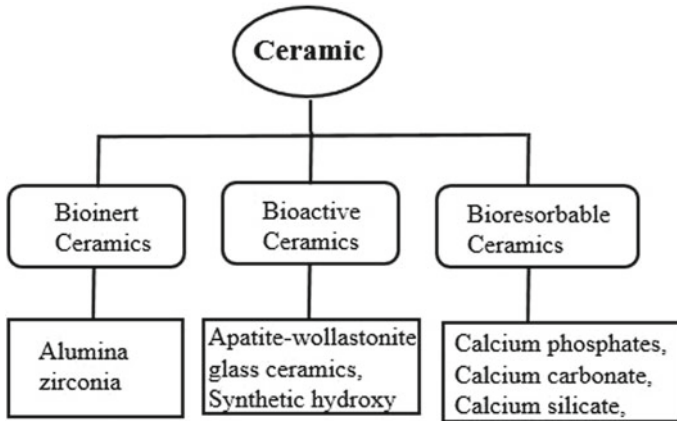 Ceramic
Bioinert
Ceramics
Bioactive
Ceramics
Bioresorbable
Ceramics
Alumina
zirconia
Apatite-wollastonite
glass ceramics,
Synthetic hydroxy
Calcium phosphates,
Calcium carbonate,
Calcium silicate,